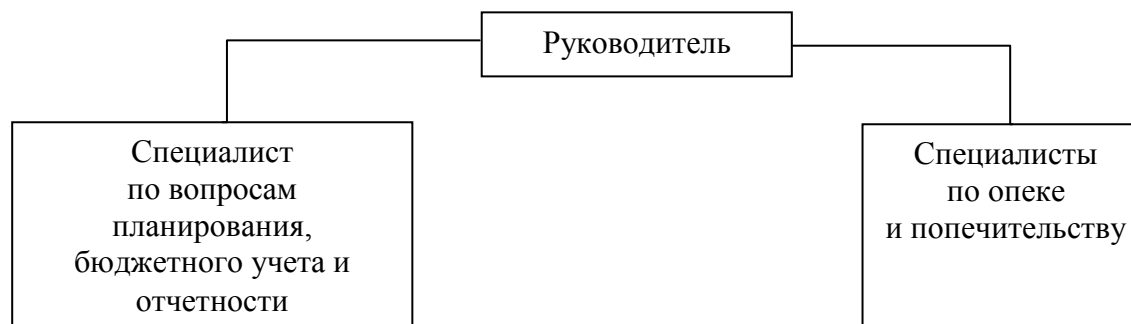 Руководитель
Специалист
по вопросам
планирования,
бюджетного учета и
отчетности
Специалисты
по опеке
и попечительству